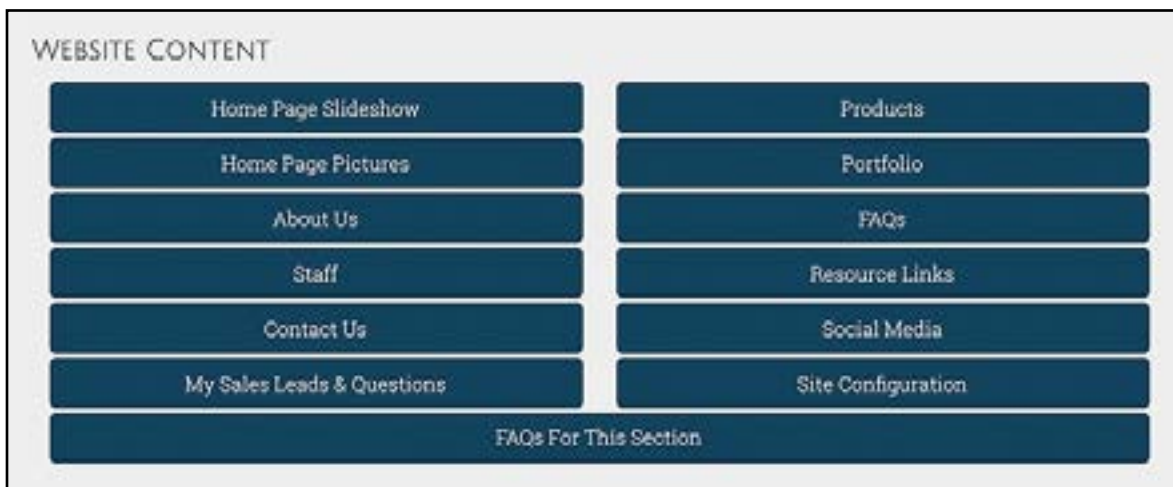 Website Content
Home Page Slideshow
Products
Home Page Pictures
Portfolio
About Us
FAQs
Staff
Resource Links
Contact Us
Social Media
My Sales Leads & Questions
Site Configuration
FAQs For This Section